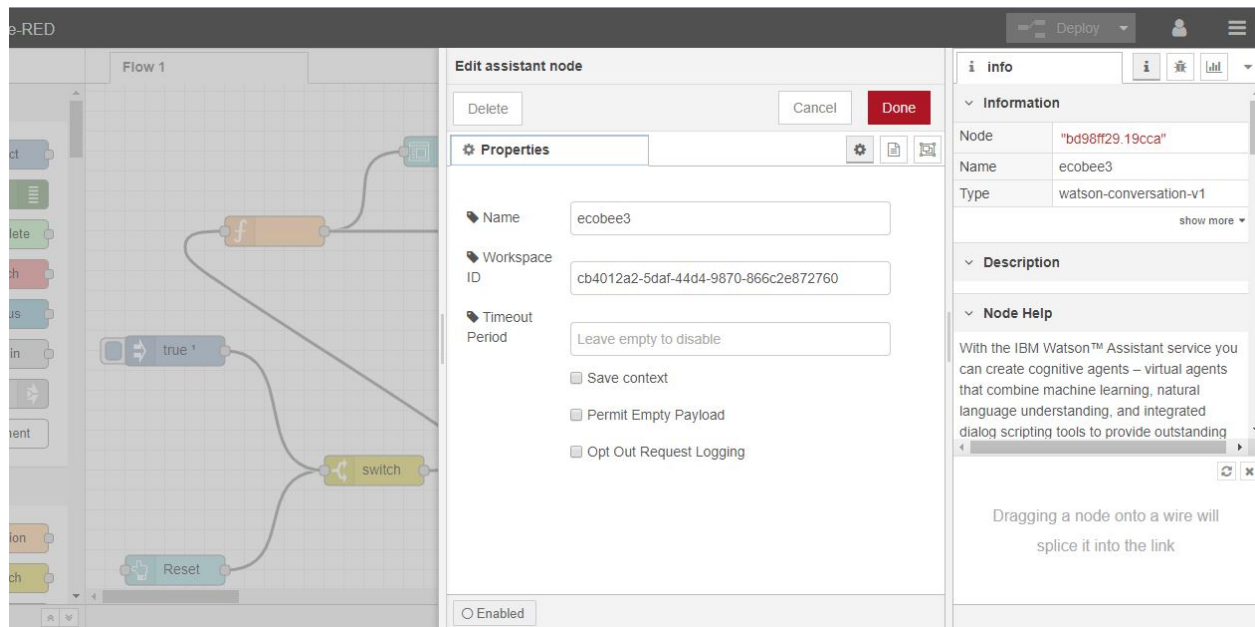 e-RED
Deploy
Flow 1
ct
lete
ch
us
in
nent
ion
ch
f
true ¹
switch
Reset
Edit assistant node
Delete
Cancel
Done
Properties
Name
ecobee3
Workspace
ID
cb4012a2-5daf-44d4-9870-866c2e872760
Timeout
Period
Leave empty to disable
Save context
Permit Empty Payload
Opt Out Request Logging
Enabled
i info
i
Information
Node "bd98ff29.19cca"
Name ecobee3
Type watson-conversation-v1
show more
Description
Node Help
With the IBM Watson™ Assistant service you
can create cognitive agents – virtual agents
that combine machine learning, natural
language understanding, and integrated
dialog scripting tools to provide outstanding
Dragging a node onto a wire will
splice it into the link